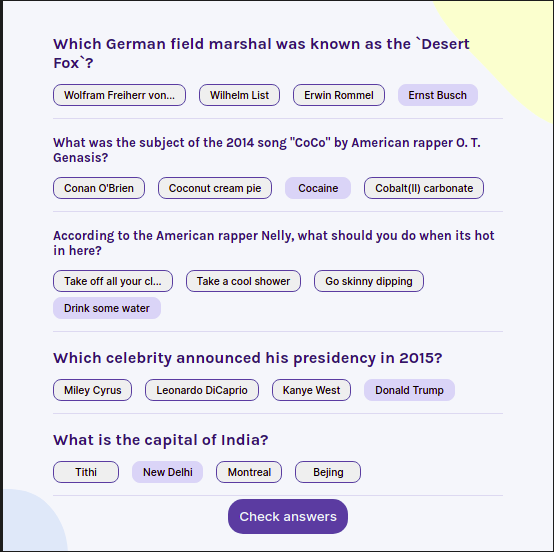 Which German field marshal was known as the `Desert
Fox`?
Wolfram Freiherr von... Wilhelm List Erwin Rommel Ernst Busch
What was the subject of the 2014 song "CoCo" by American rapper O. T.
Genasis?
Conan O'Brien Coconut cream pie Cocaine Cobalt(II) carbonate
According to the American rapper Nelly, what should you do when its hot
in here?
Take off all your cl... Take a cool shower Go skinny dipping
Drink some water
Which celebrity announced his presidency in 2015?
Miley Cyrus Leonardo DiCaprio Kanye West Donald Trump
What is the capital of India?
Tithi New Delhi Montreal Bejing
Check answers